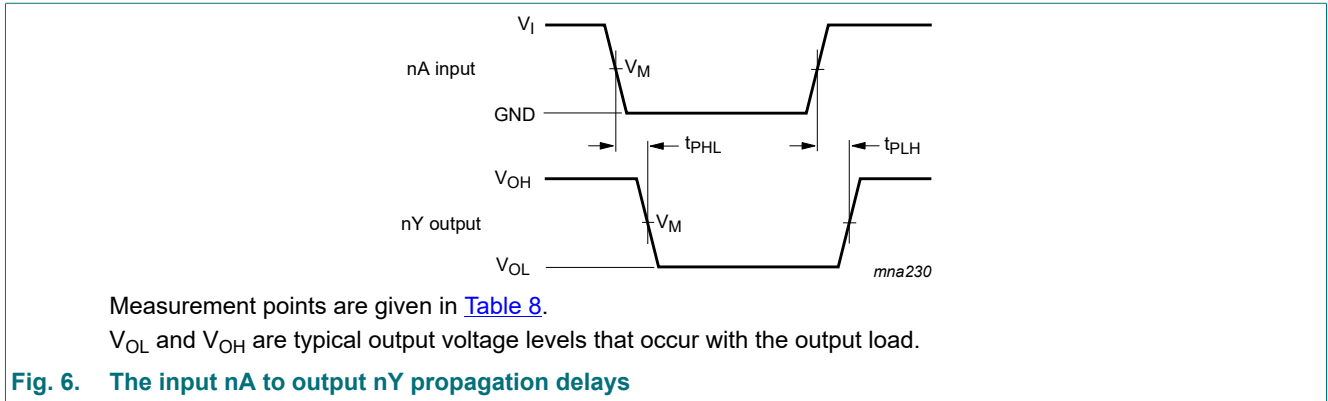 V_I
nA input
V_M
GND
t_PHL
t_PLH
V_OH
nY output
V_M
V_OL
mna230
Measurement points are given in Table 8.
V_OL and V_OH are typical output voltage levels that occur with the output load.
Fig. 6. The input nA to output nY propagation delays